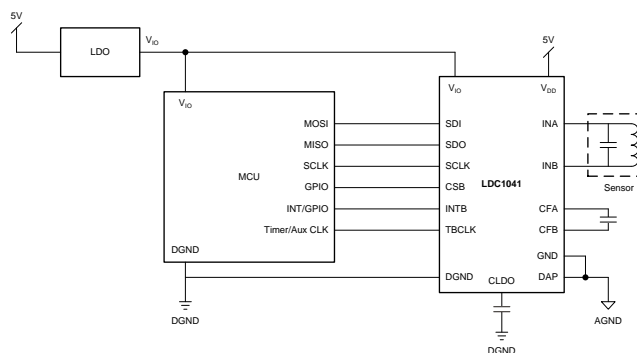 5V
LDO
VIO
5V
VIO
MCU
MOSI
MISO
SCLK
GPIO
INT/GPIO
Timer/Aux CLK
DGND
DGND
VIO
VDD
SDI
SDO
SCLK
CSB
INTB
TBCLK
DGND
LDC1041
INA
INB
CFA
CFB
GND
DAP
CLDO
DGND
Sensor
AGND